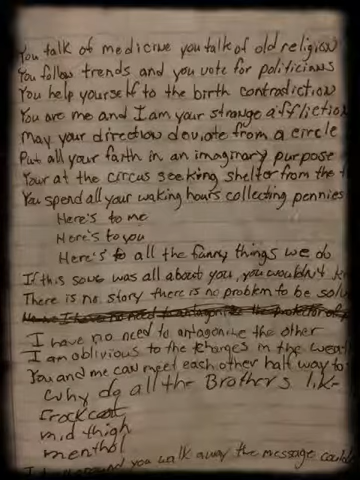 You talk of medicine you talk of old religion
You follow trends and you vote for politicians
You help yourself to the birth contradiction
You are me and I am your strange affliction
May your direction deviate from a circle
Put all your faith in an imaginary purpose
Your at the circus seeking shelter from the
You spend all your waking hours collecting pennies
Here's to me
Here's to you
Here's to all the funny things we do
If this song was all about you, you wouldn't
There is no story there is no problem to be
I have no need to antagonize the
I have no need to antagonize the other
I am oblivious to the changes in the
You and me can meet each other half way to
Why do all the Brothers
Frock coat
mid thigh
menthol
you walk away the message